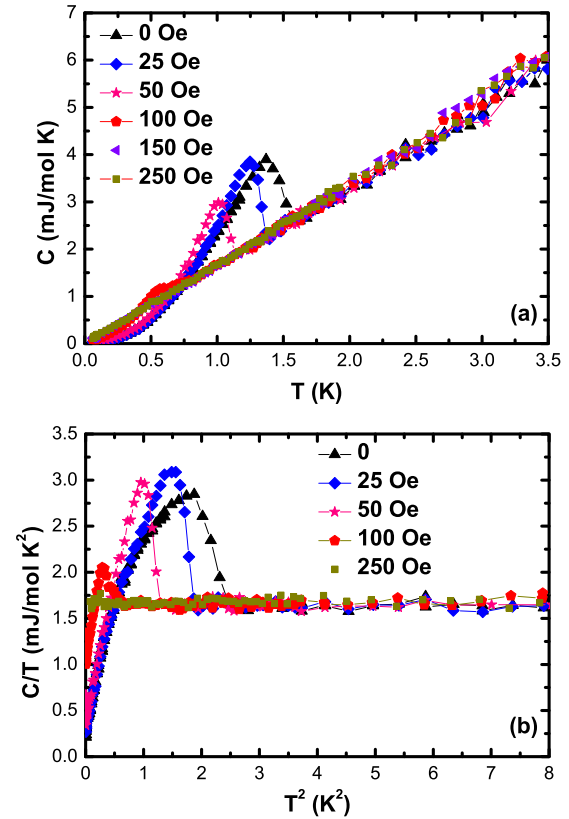 6
5
4
3
2
1
0
C (mJ/mol K)
0 Oe
25 Oe
50 Oe
100 Oe
150 Oe
250 Oe
(a)
0.0 0.5 1.0 1.5 2.0 2.5 3.0 3.5
T (K)
3.5
3.0
2.5
2.0
1.5
1.0
0.5
0.0
C/T (mJ/mol K²)
0
25 Oe
50 Oe
100 Oe
250 Oe
(b)
0 1 2 3 4 5 6 7 8
T² (K²)